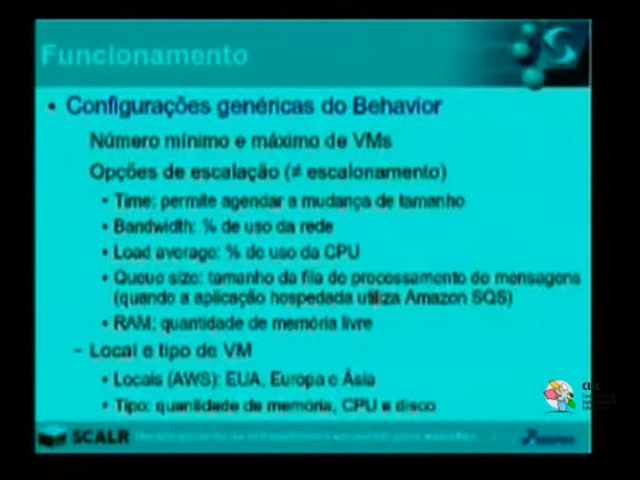 Funcionamento
• Configurações genéricas do Behavior
Número mínimo e máximo de VMs
Opções de escalação (≠ escalonamento)
• Time: permite agendar a mudança de tamanho
• Bandwidth: % de uso da rede
• Load average: % de uso da CPU
• Queue size: tamanho da fila de processamento de mensagens
(quando a aplicação hospedada utiliza Amazon SQS)
• RAM: quantidade de memória livre
– Local e tipo de VM
• Locais (AWS): EUA, Europa e Ásia
• Tipo: quantidade de memória, CPU e disco
SCALR